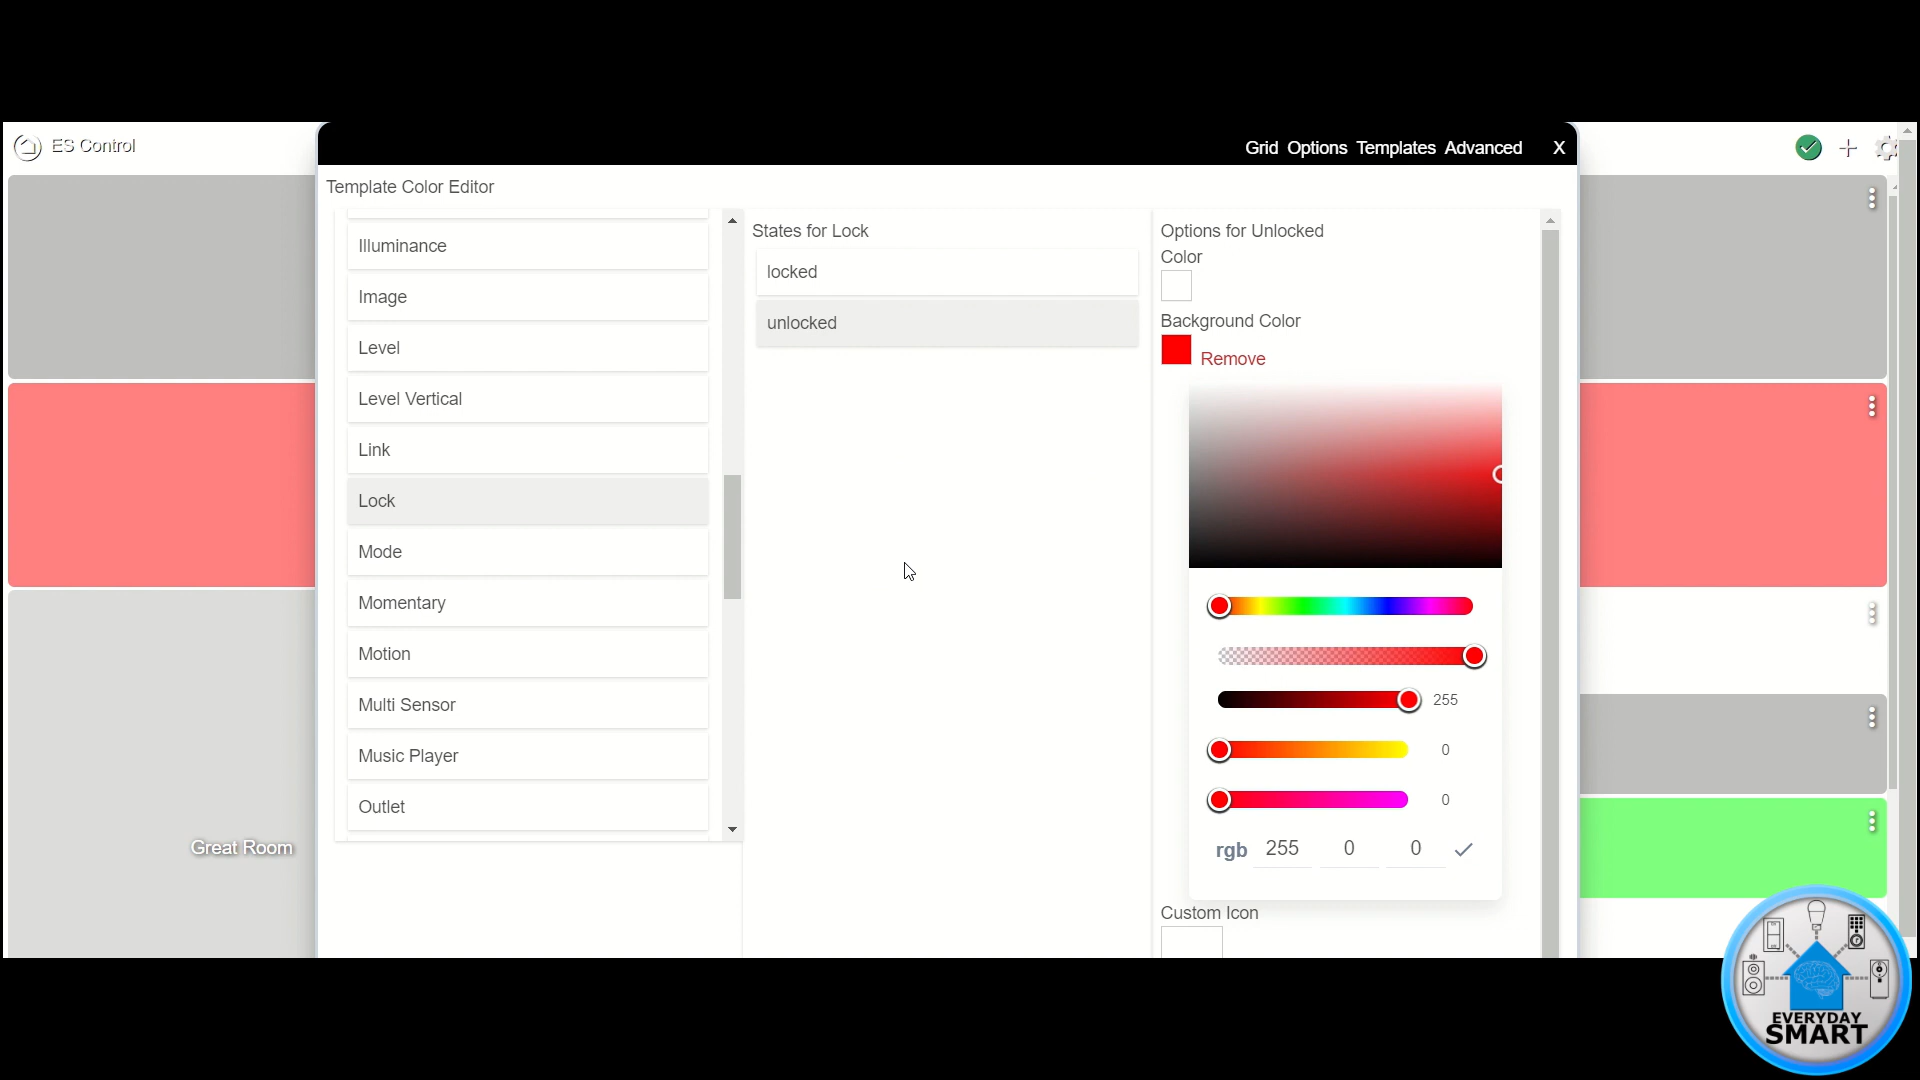 ES Control
Grid Options Templates Advanced X
Template Color Editor
Illuminance
Image
Level
Level Vertical
Link
Lock
Mode
Momentary
Motion
Multi Sensor
Music Player
Outlet
States for Lock
locked
unlocked
Options for Unlocked
Color
Background Color
Remove
255
0
0
rgb 255 0 0
Custom Icon
Great Room
EVERYDAY
SMART